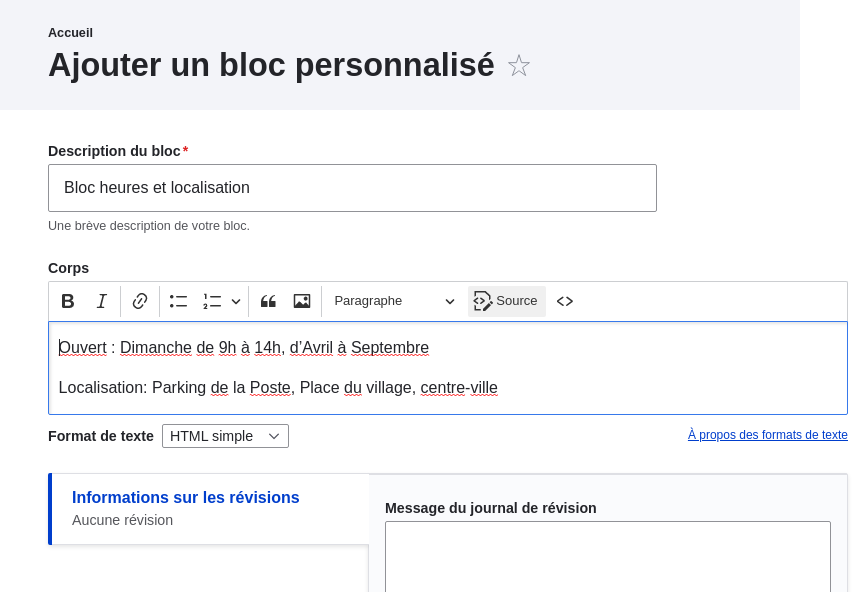 Accueil
Ajouter un bloc personnalisé
Description du bloc*
Bloc heures et localisation
Une brève description de votre bloc.
Corps
B I Paragraphe Source
Ouvert : Dimanche de 9h à 14h, d’Avril à Septembre
Localisation: Parking de la Poste, Place du village, centre-ville
Format de texte HTML simple À propos des formats de texte
Informations sur les révisions
Aucune révision
Message du journal de révision